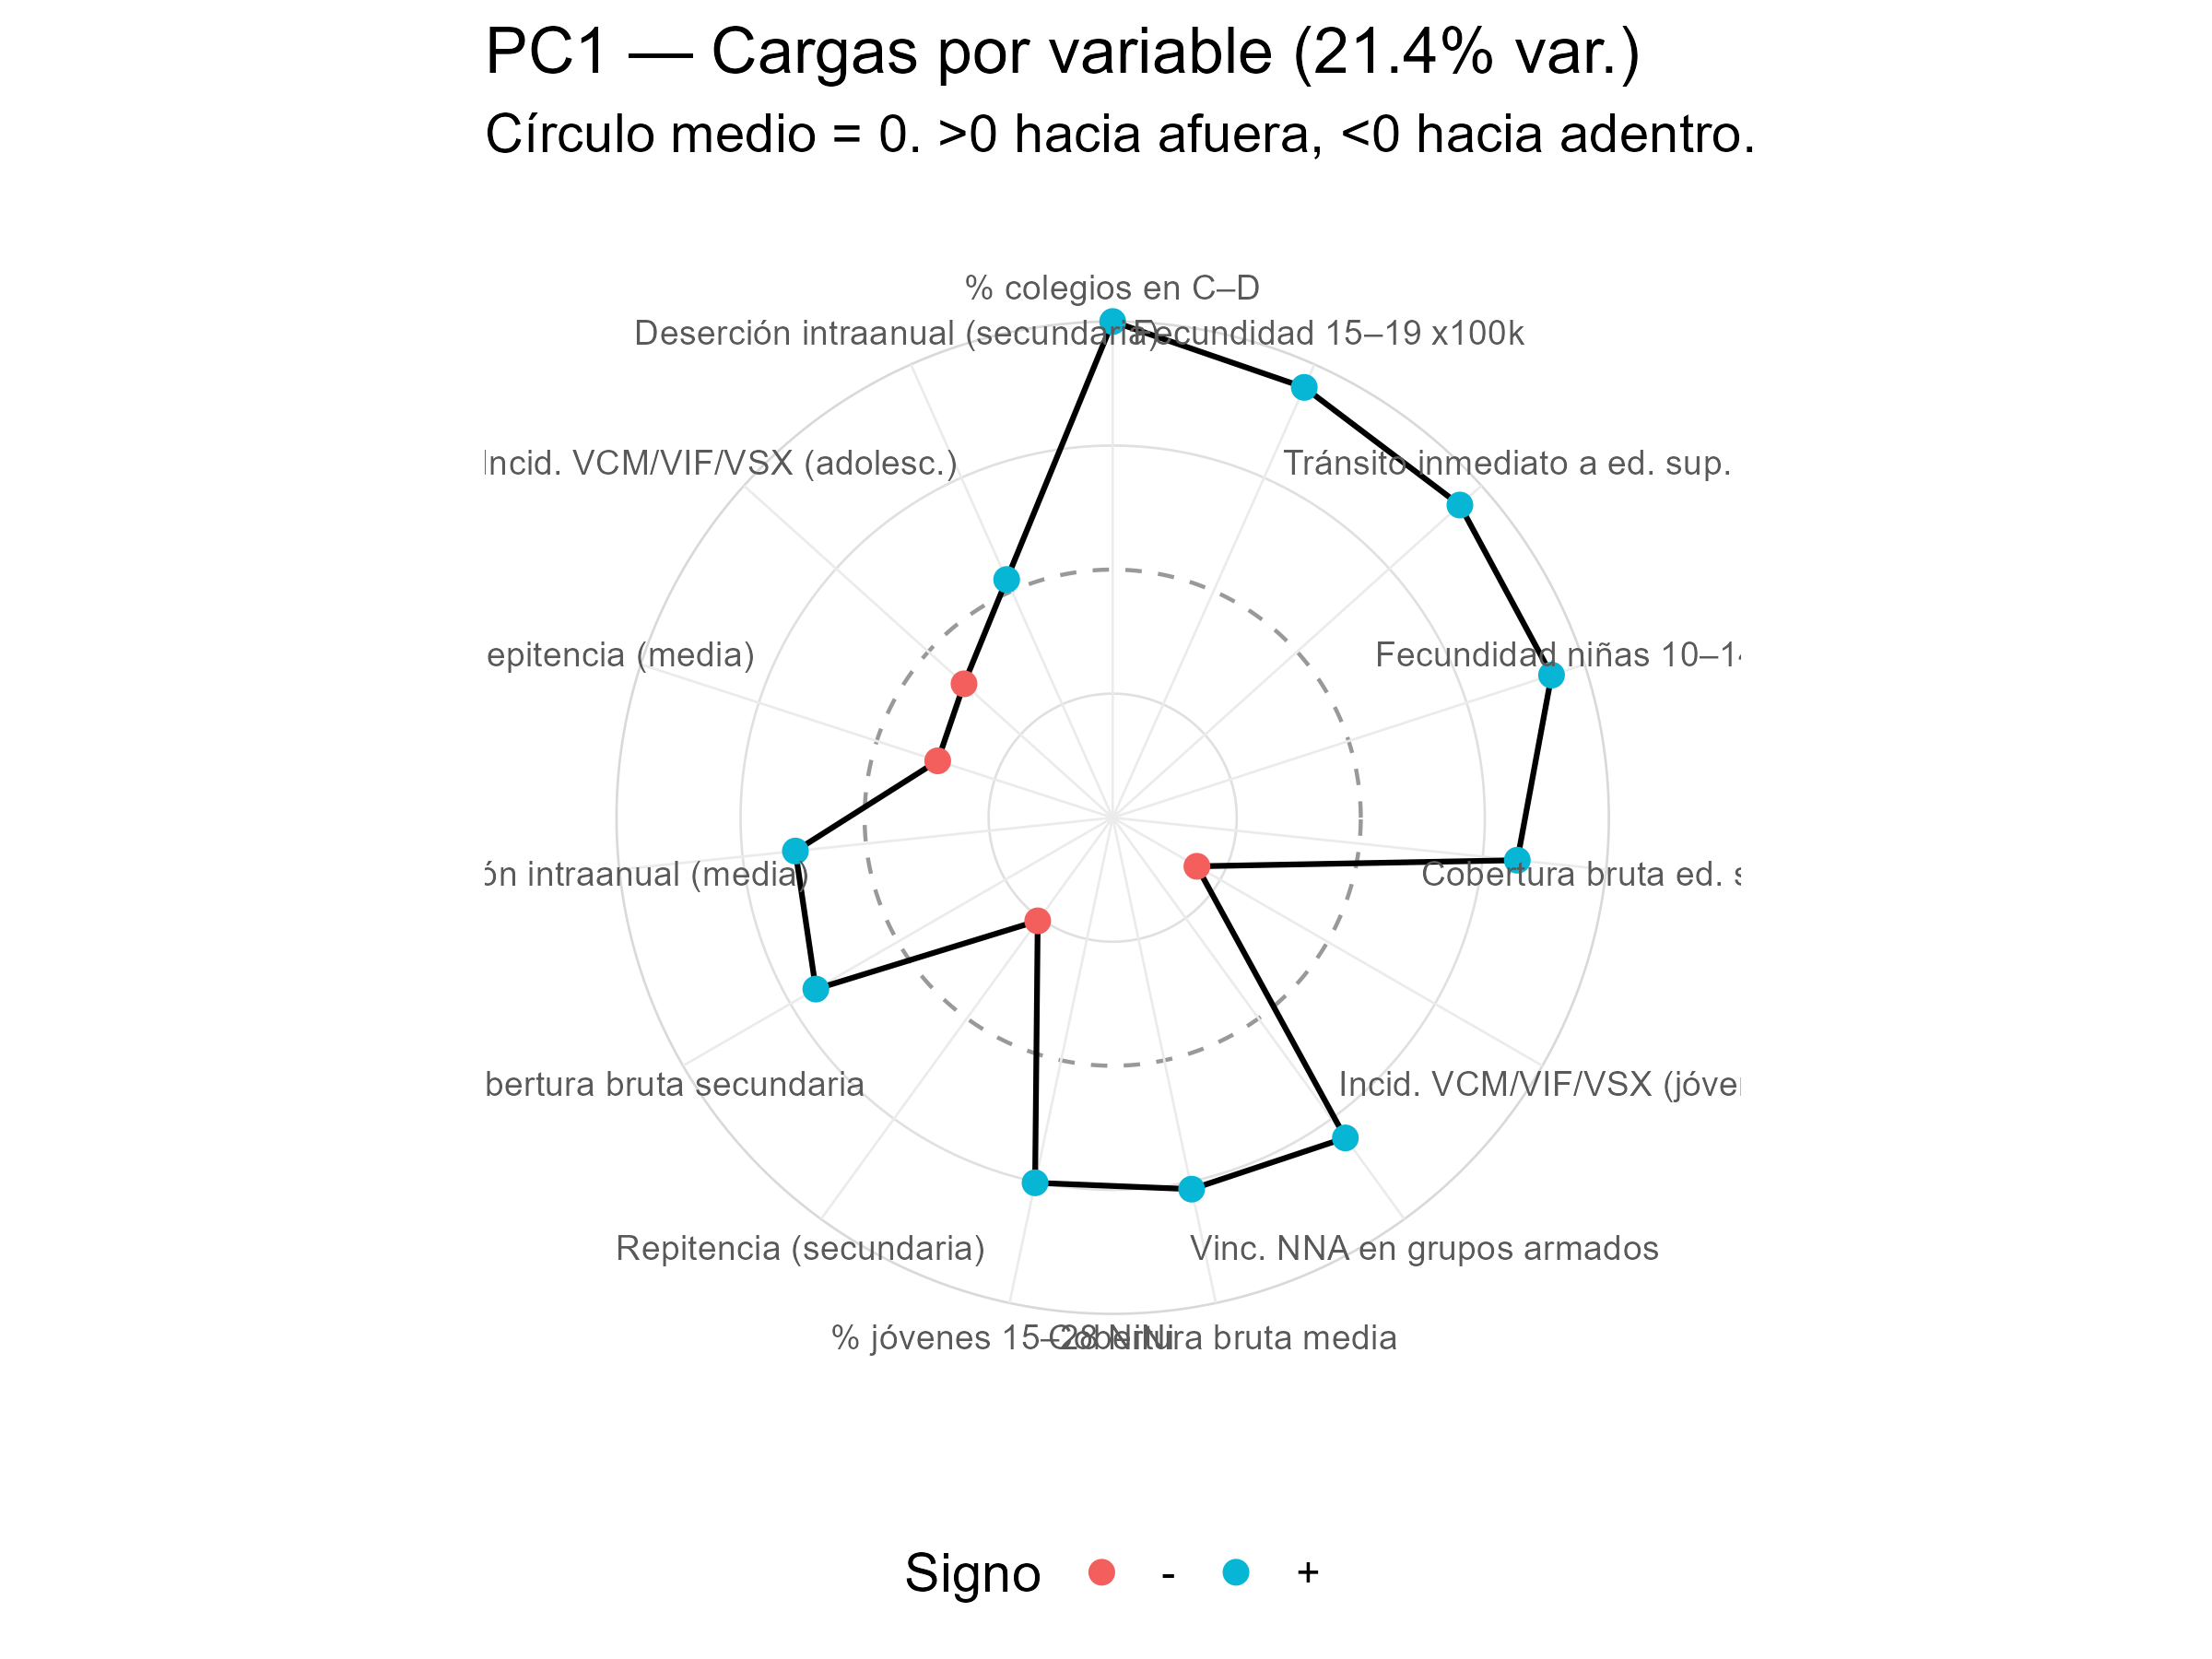 PC1 — Cargas por variable (21.4% var.)
Círculo medio = 0. >0 hacia afuera, <0 hacia adentro.
% colegios en C–D
Deserción intraanual (secundaria)
Fecundidad 15–19 x100k
Incid. VCM/VIF/VSX (adolesc.)
Tránsito inmediato a ed. sup.
epitencia (media)
Fecundidad niñas 10–14
ón intraanual (media)
Cobertura bruta ed. s
bertura bruta secundaria
Incid. VCM/VIF/VSX (jóven
Repitencia (secundaria)
Vinc. NNA en grupos armados
% jóvenes 15–28 NiNi
Cobertura bruta media
Signo - +